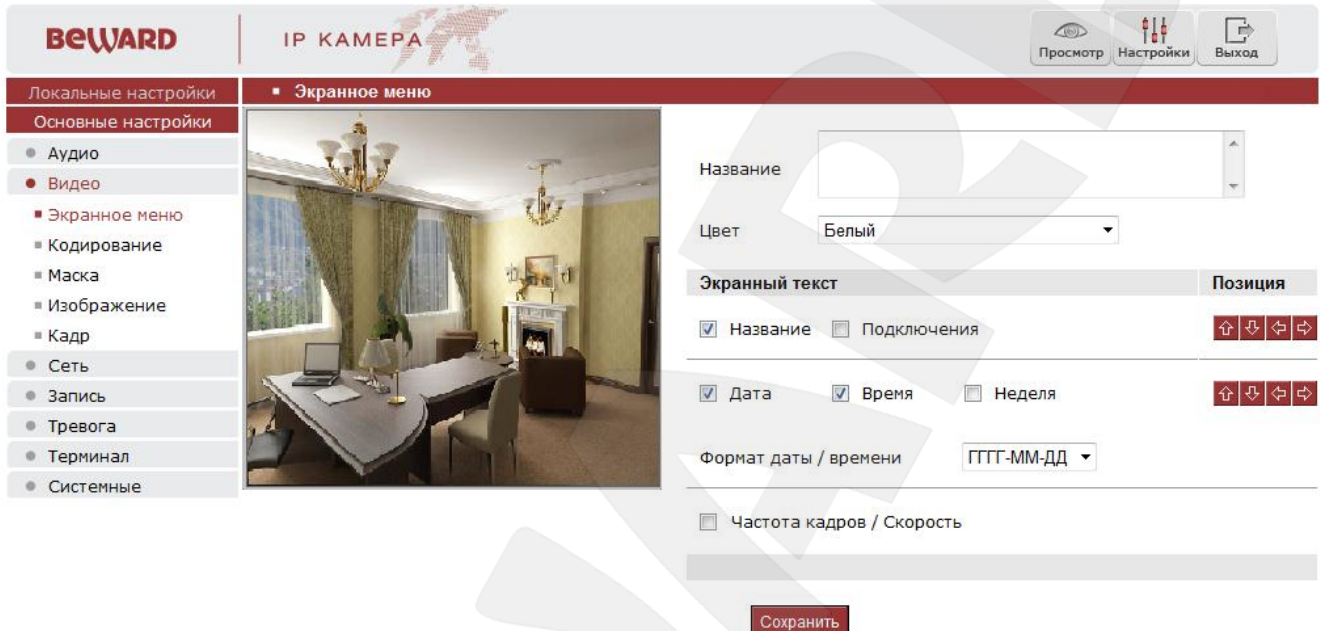 BEWARD
IP КАМЕРА
Просмотр Настройки Выход
Локальные настройки
Экранное меню
Основные настройки
Аудио
Видео
Экранное меню
Кодирование
Маска
Изображение
Кадр
Сеть
Запись
Тревога
Терминал
Системные
Название
Цвет Белый
Экранный текст Позиция
Название Подключения
Дата Время Неделя
Формат даты / времени ГГГГ-ММ-ДД
Частота кадров / Скорость
Сохранить